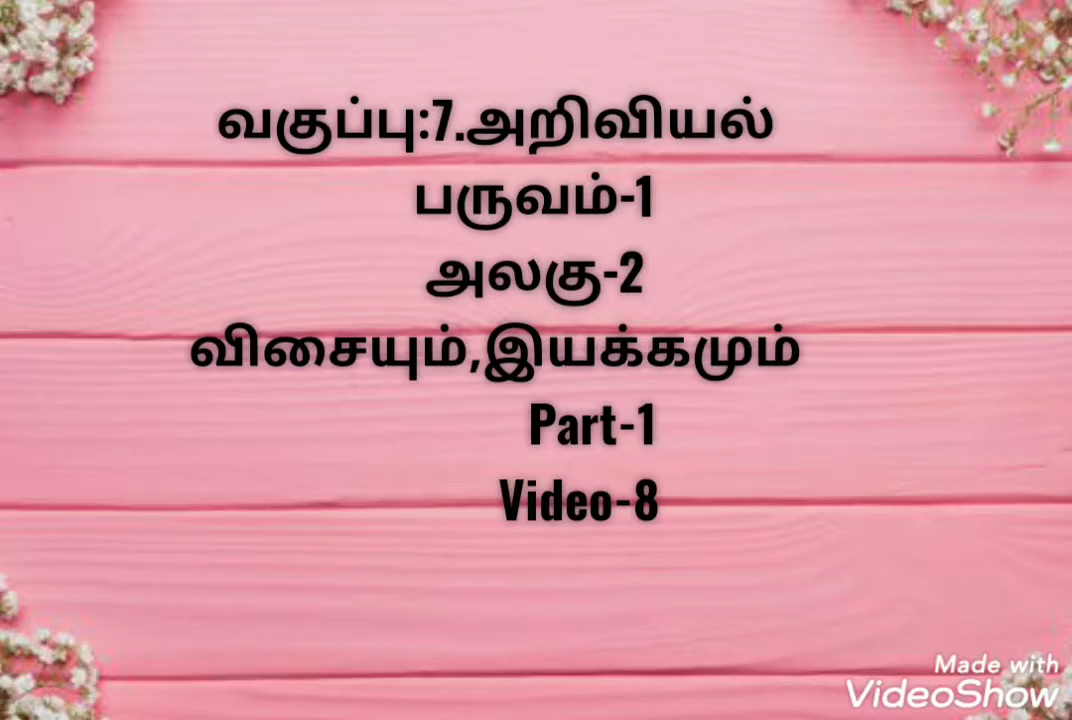 வகுப்பு:7.அறிவியல்
பருவம்-1
அலகு-2
விசையும்,இயக்கமும்
Part-1
Video-8
Made with
VideoShow